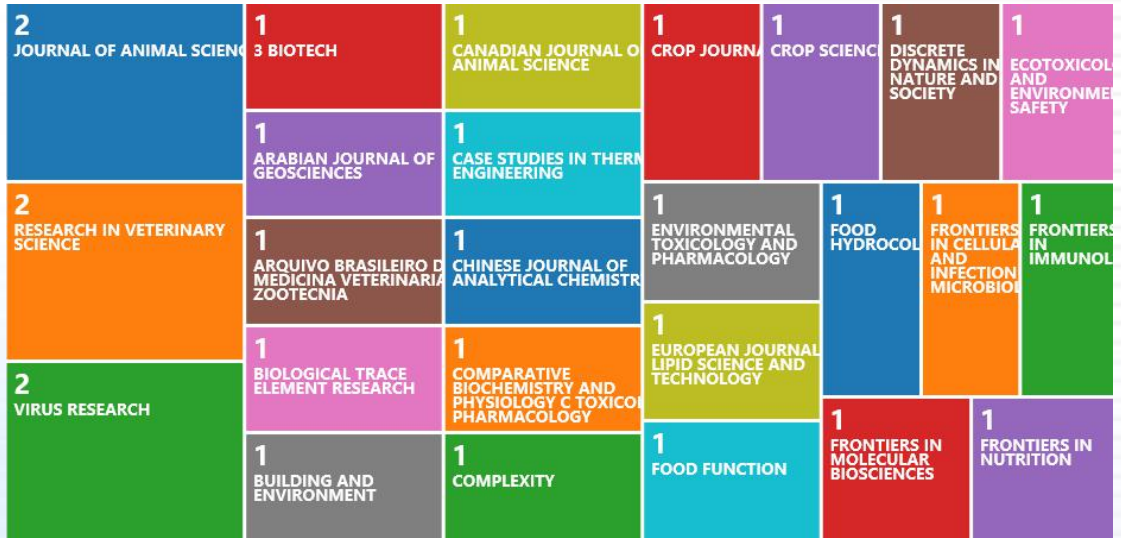 2
JOURNAL OF ANIMAL SCIENC
2
RESEARCH IN VETERINARY
SCIENCE
2
VIRUS RESEARCH
1
3 BIOTECH
1
ARABIAN JOURNAL OF
GEOSCIENCES
1
ARQUIVO BRASILEIRO D
MEDICINA VETERINARIA
ZOOTECNIA
1
BIOLOGICAL TRACE
ELEMENT RESEARCH
1
BUILDING AND
ENVIRONMENT
1
CANADIAN JOURNAL O
ANIMAL SCIENCE
1
CASE STUDIES IN THERM
ENGINEERING
1
CHINESE JOURNAL OF
ANALYTICAL CHEMISTR
1
COMPARATIVE
BIOCHEMISTRY AND
PHYSIOLOGY C TOXICOL
PHARMACOLOGY
1
COMPLEXITY
1
CROP JOURNA
1
CROP SCIENC
1
DISCRETE
DYNAMICS IN
NATURE AND
SOCIETY
1
ECOTOXICOL
AND
ENVIRONME
SAFETY
1
ENVIRONMENTAL
TOXICOLOGY AND
PHARMACOLOGY
1
EUROPEAN JOURNAL
LIPID SCIENCE AND
TECHNOLOGY
1
FOOD FUNCTION
1
FOOD
HYDROCOL
1
FRONTIERS
IN CELLULA
AND
INFECTION
MICROBIOL
1
FRONTIERS
IN
IMMUNOL
1
FRONTIERS IN
MOLECULAR
BIOSCIENCES
1
FRONTIERS IN
NUTRITION